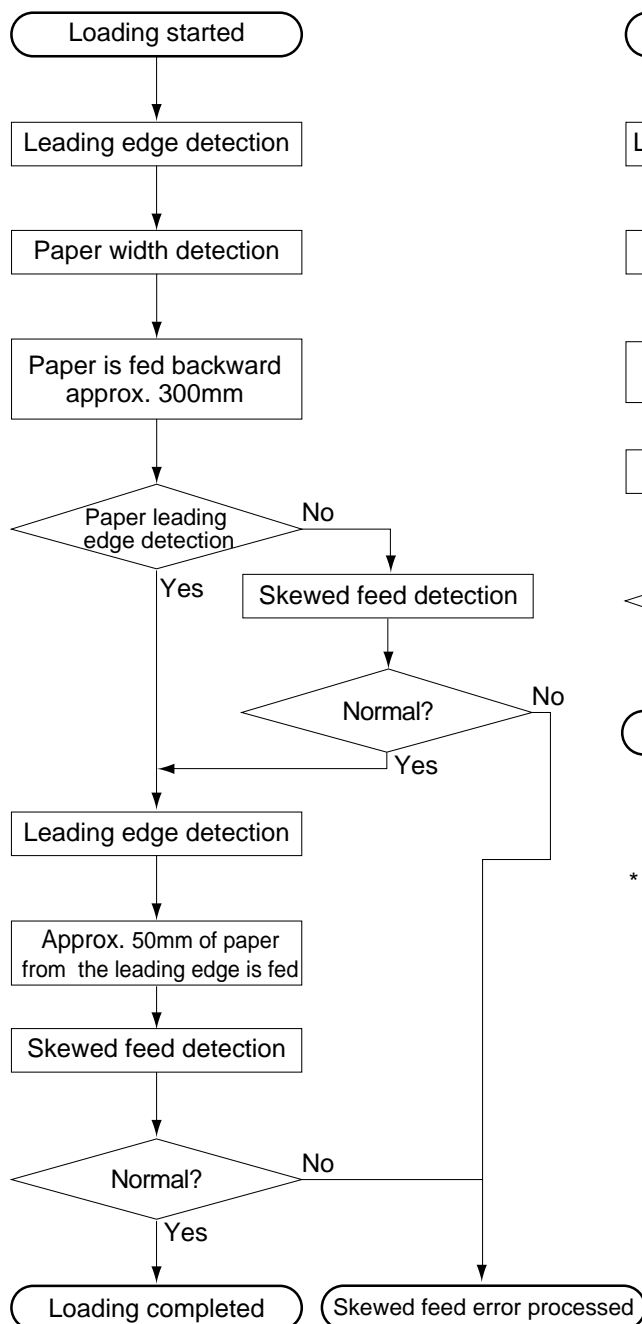 Loading started
Leading edge detection
Paper width detection
Paper is fed backward
approx. 300mm
Paper leading
edge detection
No
Yes
Skewed feed detection
Normal?
No
Yes
Leading edge detection
Approx. 50mm of paper
from the leading edge is fed
Skewed feed detection
Normal?
No
Yes
Loading completed
Skewed feed error processed
L
*